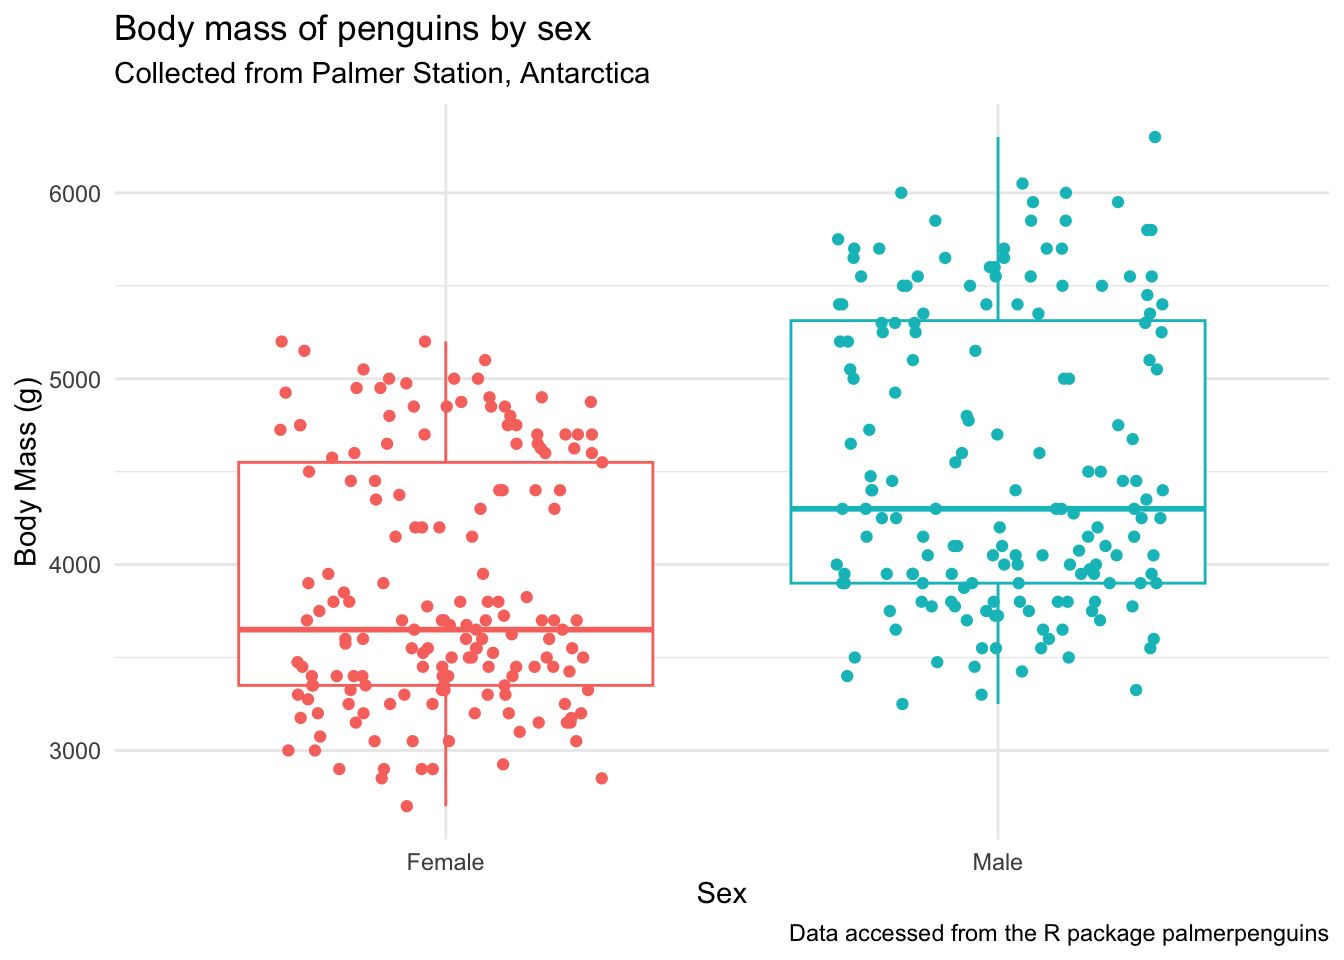 Body mass of penguins by sex
Collected from Palmer Station, Antarctica
6000
5000
4000
3000
Body Mass (g)
Female
Male
Sex
Data accessed from the R package palmerpenguins